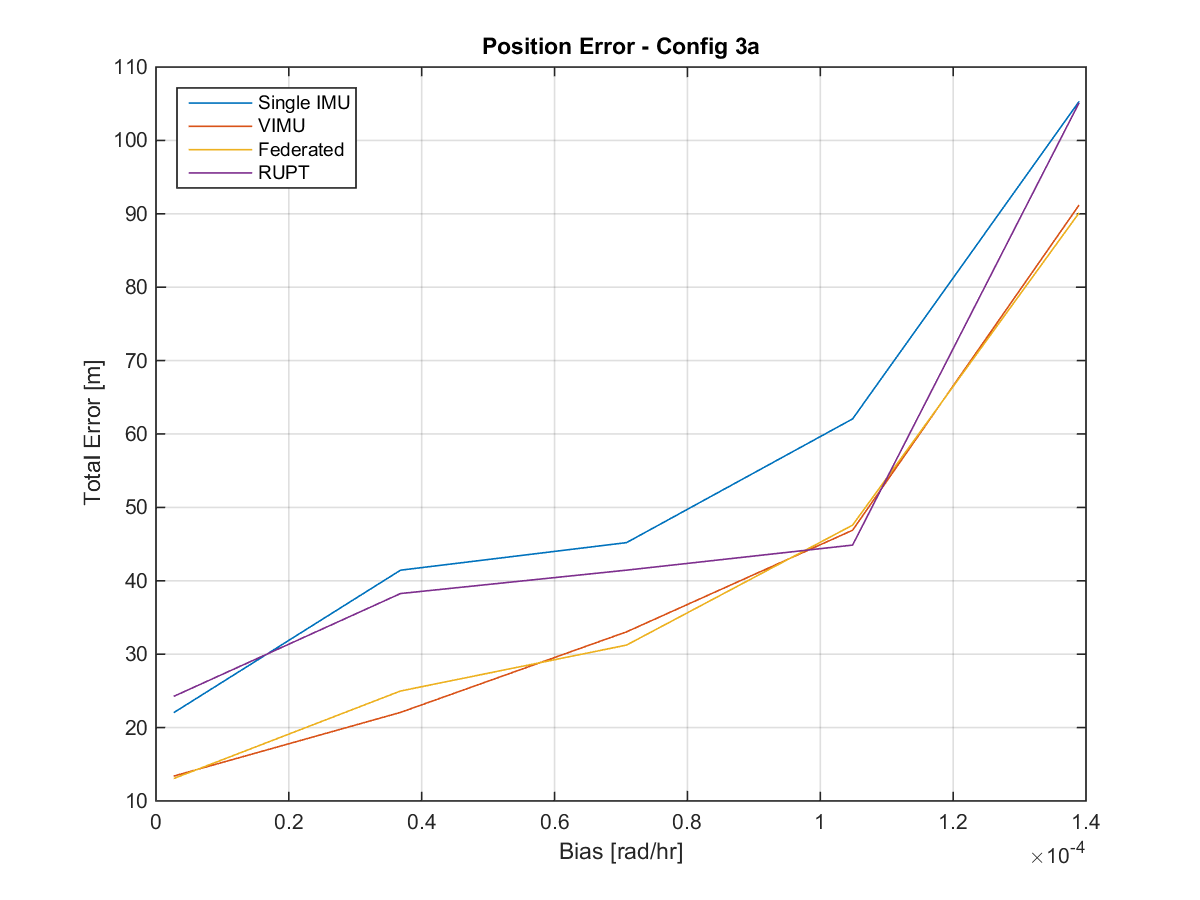 Position Error - Config 3a
110
100
90
80
70
60
50
40
30
20
10
Total Error [m]
Single IMU
VIMU
Federated
RUPT
0 0.2 0.4 0.6 0.8 1 1.2 1.4
Bias [rad/hr]
×10-4